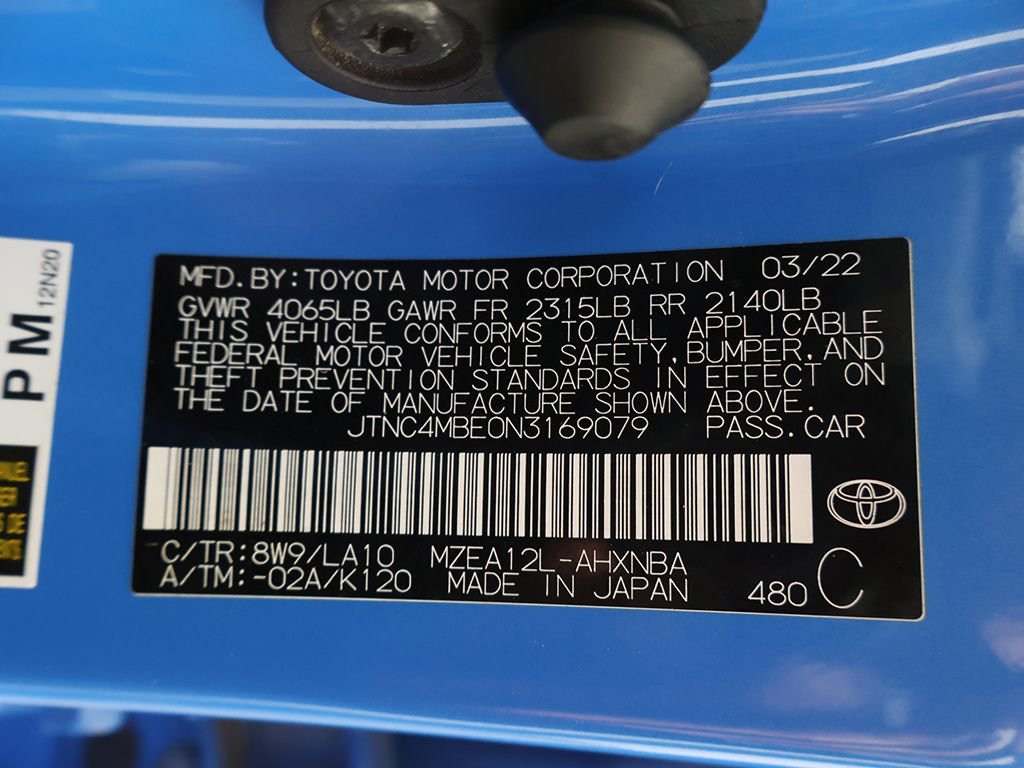 MFD.BY:TOYOTA MOTOR CORPORATION 03/22
GVWR 4065LB GAWR FR 2315LB RR 2140LB
THIS VEHICLE CONFORMS TO ALL APPLICABLE
FEDERAL MOTOR VEHICLE SAFETY,BUMPER,AND
THEFT PREVENTION STANDARDS IN EFFECT ON
THE DATE OF MANUFACTURE SHOWN ABOVE.
JTNC4MBE0N3169079 PASS.CAR
C/TR:8W9/LA10 MZEA12L-AHXNBA
A/TM:-02A/K120 MADE IN JAPAN 480 C
PM
12N20